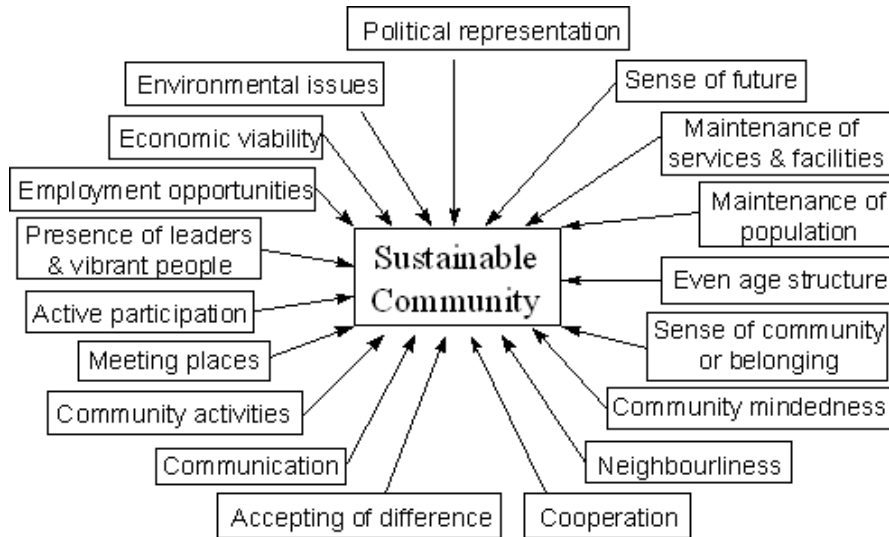 Political representation
Environmental issues
Sense of future
Economic viability
Maintenance of
services & facilities
Employment opportunities
Maintenance of
population
Presence of leaders
& vibrant people
Sustainable
Community
Even age structure
Active participation
Sense of community
or belonging
Meeting places
Community activities
Community mindedness
Communication
Neighbourliness
Accepting of difference
Cooperation